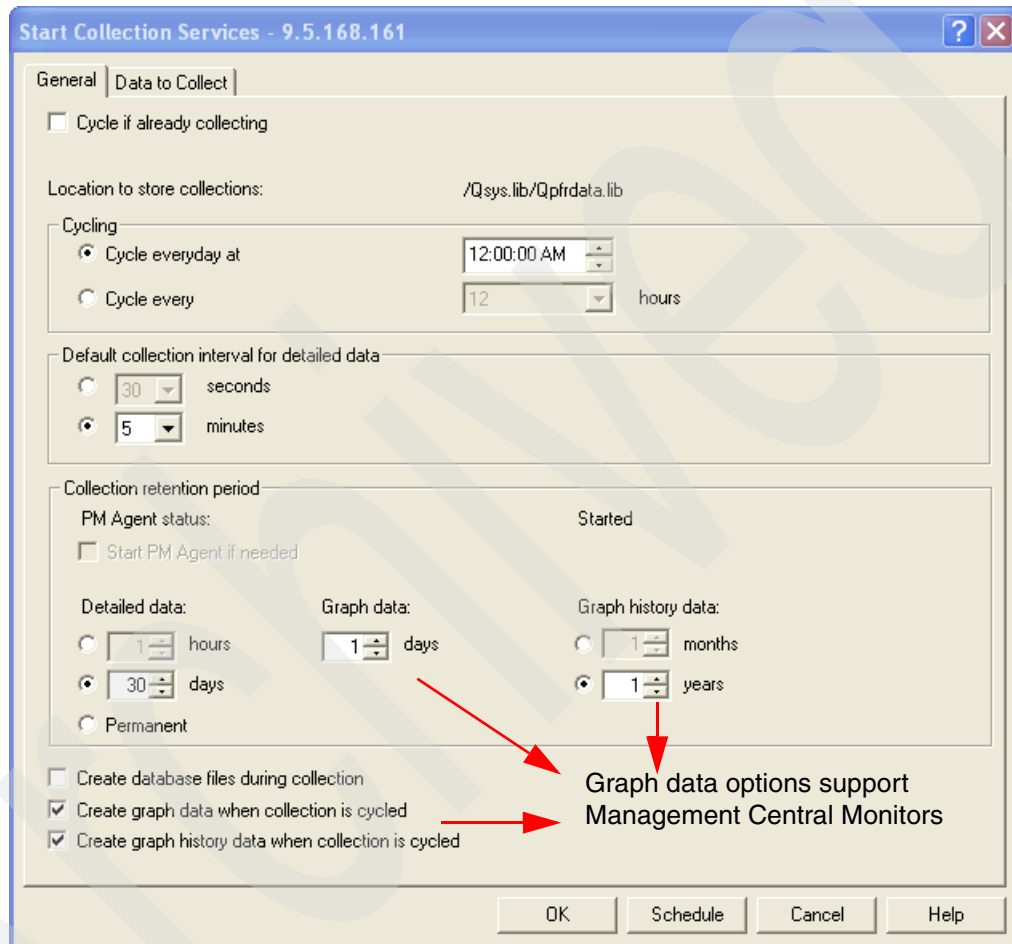 Start Collection Services - 9.5.168.161
General Data to Collect
Cycle if already collecting
Location to store collections: /Qsys.lib/Qpfrdata.lib
Cycling
Cycle everyday at 12:00:00 AM
Cycle every 12 hours
Default collection interval for detailed data
30 seconds
5 minutes
Collection retention period
PM Agent status: Started
Start PM Agent if needed
Detailed data: Graph data: Graph history data:
1 hours 1 days 1 months
30 days 1 years
Permanent
Create database files during collection
Create graph data when collection is cycled
Create graph history data when collection is cycled
Graph data options support
Management Central Monitors
OK Schedule Cancel Help